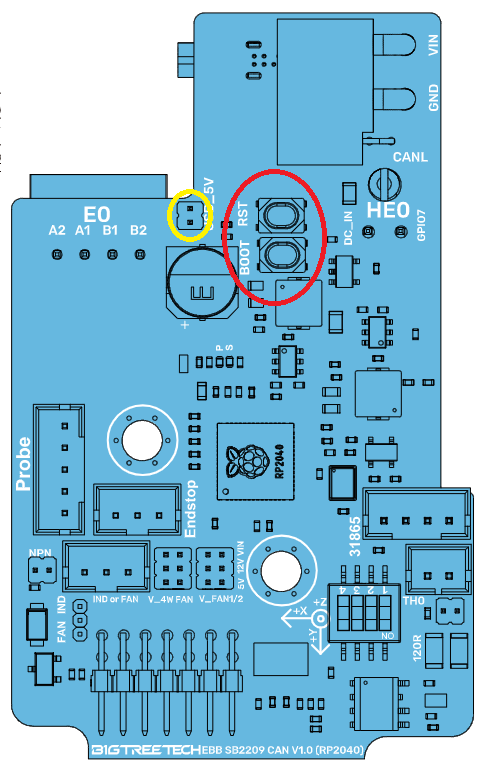 VIN
GND
CANL
_5V
E0
RST
HE0
DC_IN
GPIO7
A2 A1 B1 B2
BOOT
E
+
P S
Probe
RP2040
Endstop
31865
NPN
IND or FAN
V_4W FAN
V_FAN1/2
5V 12V VIN
FAN IND
4 3 2 1
TH0
ON
+X
+Z
+Y
120R
BIGTREETECH EBB SB2209 CAN V1.0 (RP2040)